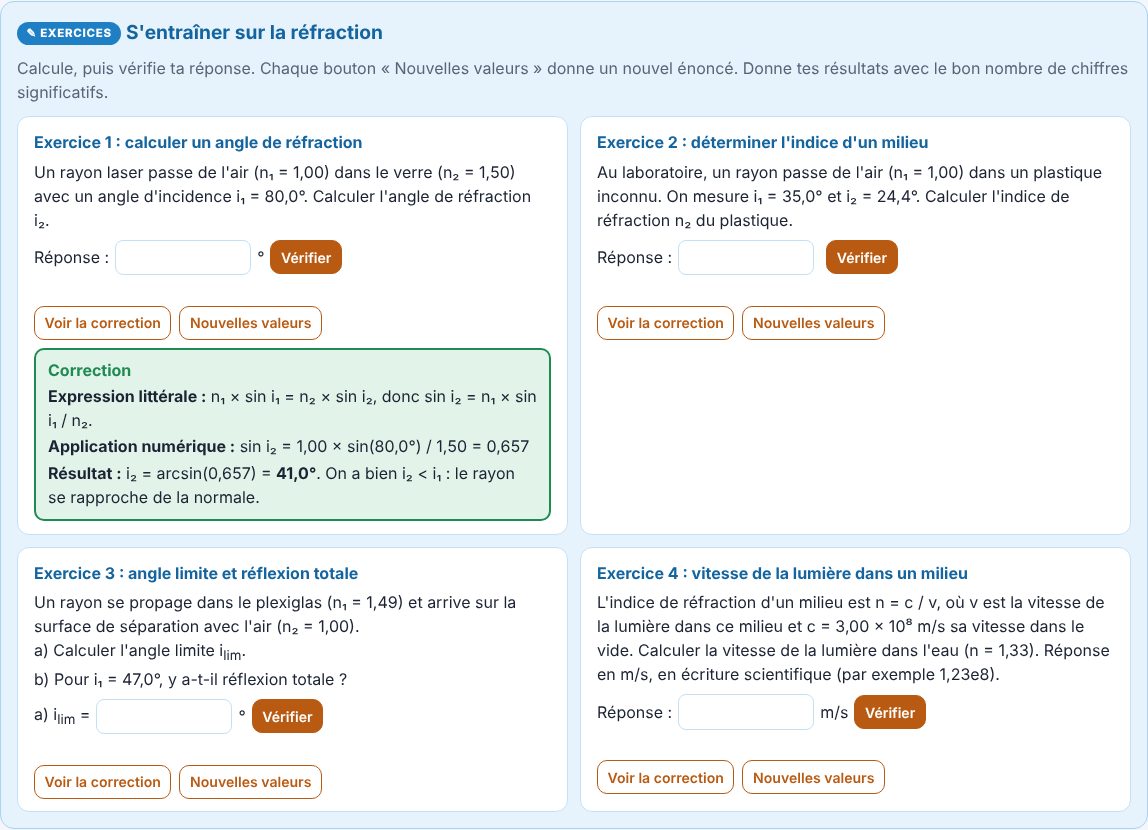 ✎ EXERCICES S'entraîner sur la réfraction
Calcule, puis vérifie ta réponse. Chaque bouton « Nouvelles valeurs » donne un nouvel énoncé. Donne tes résultats avec le bon nombre de chiffres
significatifs.
Exercice 1 : calculer un angle de réfraction
Un rayon laser passe de l'air (n₁ = 1,00) dans le verre (n₂ = 1,50)
avec un angle d'incidence i₁ = 80,0°. Calculer l'angle de réfraction
i₂.
Réponse : ° Vérifier
Voir la correction Nouvelles valeurs
Correction
Expression littérale : n₁ × sin i₁ = n₂ × sin i₂, donc sin i₂ = n₁ × sin
i₁ / n₂.
Application numérique : sin i₂ = 1,00 × sin(80,0°) / 1,50 = 0,657
Résultat : i₂ = arcsin(0,657) = 41,0°. On a bien i₂ < i₁ : le rayon
se rapproche de la normale.
Exercice 2 : déterminer l'indice d'un milieu
Au laboratoire, un rayon passe de l'air (n₁ = 1,00) dans un plastique
inconnu. On mesure i₁ = 35,0° et i₂ = 24,4°. Calculer l'indice de
réfraction n₂ du plastique.
Réponse : Vérifier
Voir la correction Nouvelles valeurs
Exercice 3 : angle limite et réflexion totale
Un rayon se propage dans le plexiglas (n₁ = 1,49) et arrive sur la
surface de séparation avec l'air (n₂ = 1,00).
a) Calculer l'angle limite i_lim.
b) Pour i₁ = 47,0°, y a-t-il réflexion totale ?
a) i_lim = ° Vérifier
Voir la correction Nouvelles valeurs
Exercice 4 : vitesse de la lumière dans un milieu
L'indice de réfraction d'un milieu est n = c / v, où v est la vitesse de
la lumière dans ce milieu et c = 3,00 × 10⁸ m/s sa vitesse dans le
vide. Calculer la vitesse de la lumière dans l'eau (n = 1,33). Réponse
en m/s, en écriture scientifique (par exemple 1,23e8).
Réponse : m/s Vérifier
Voir la correction Nouvelles valeurs